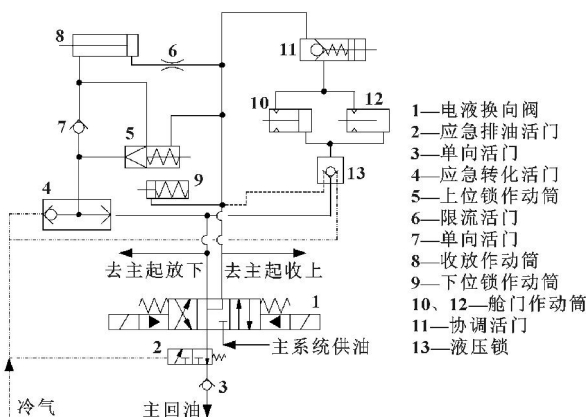 8
6
11
7
5
10
12
9
13
4
去主起放下
去主起收上
1
2
主系统供油
3
冷气
主回油
1—电液换向阀
2—应急排油活门
3—单向活门
4—应急转化活门
5—上位锁作动筒
6—限流活门
7—单向活门
8—收放作动筒
9—下位锁作动筒
10、12—舱门作动筒
11—协调活门
13—液压锁